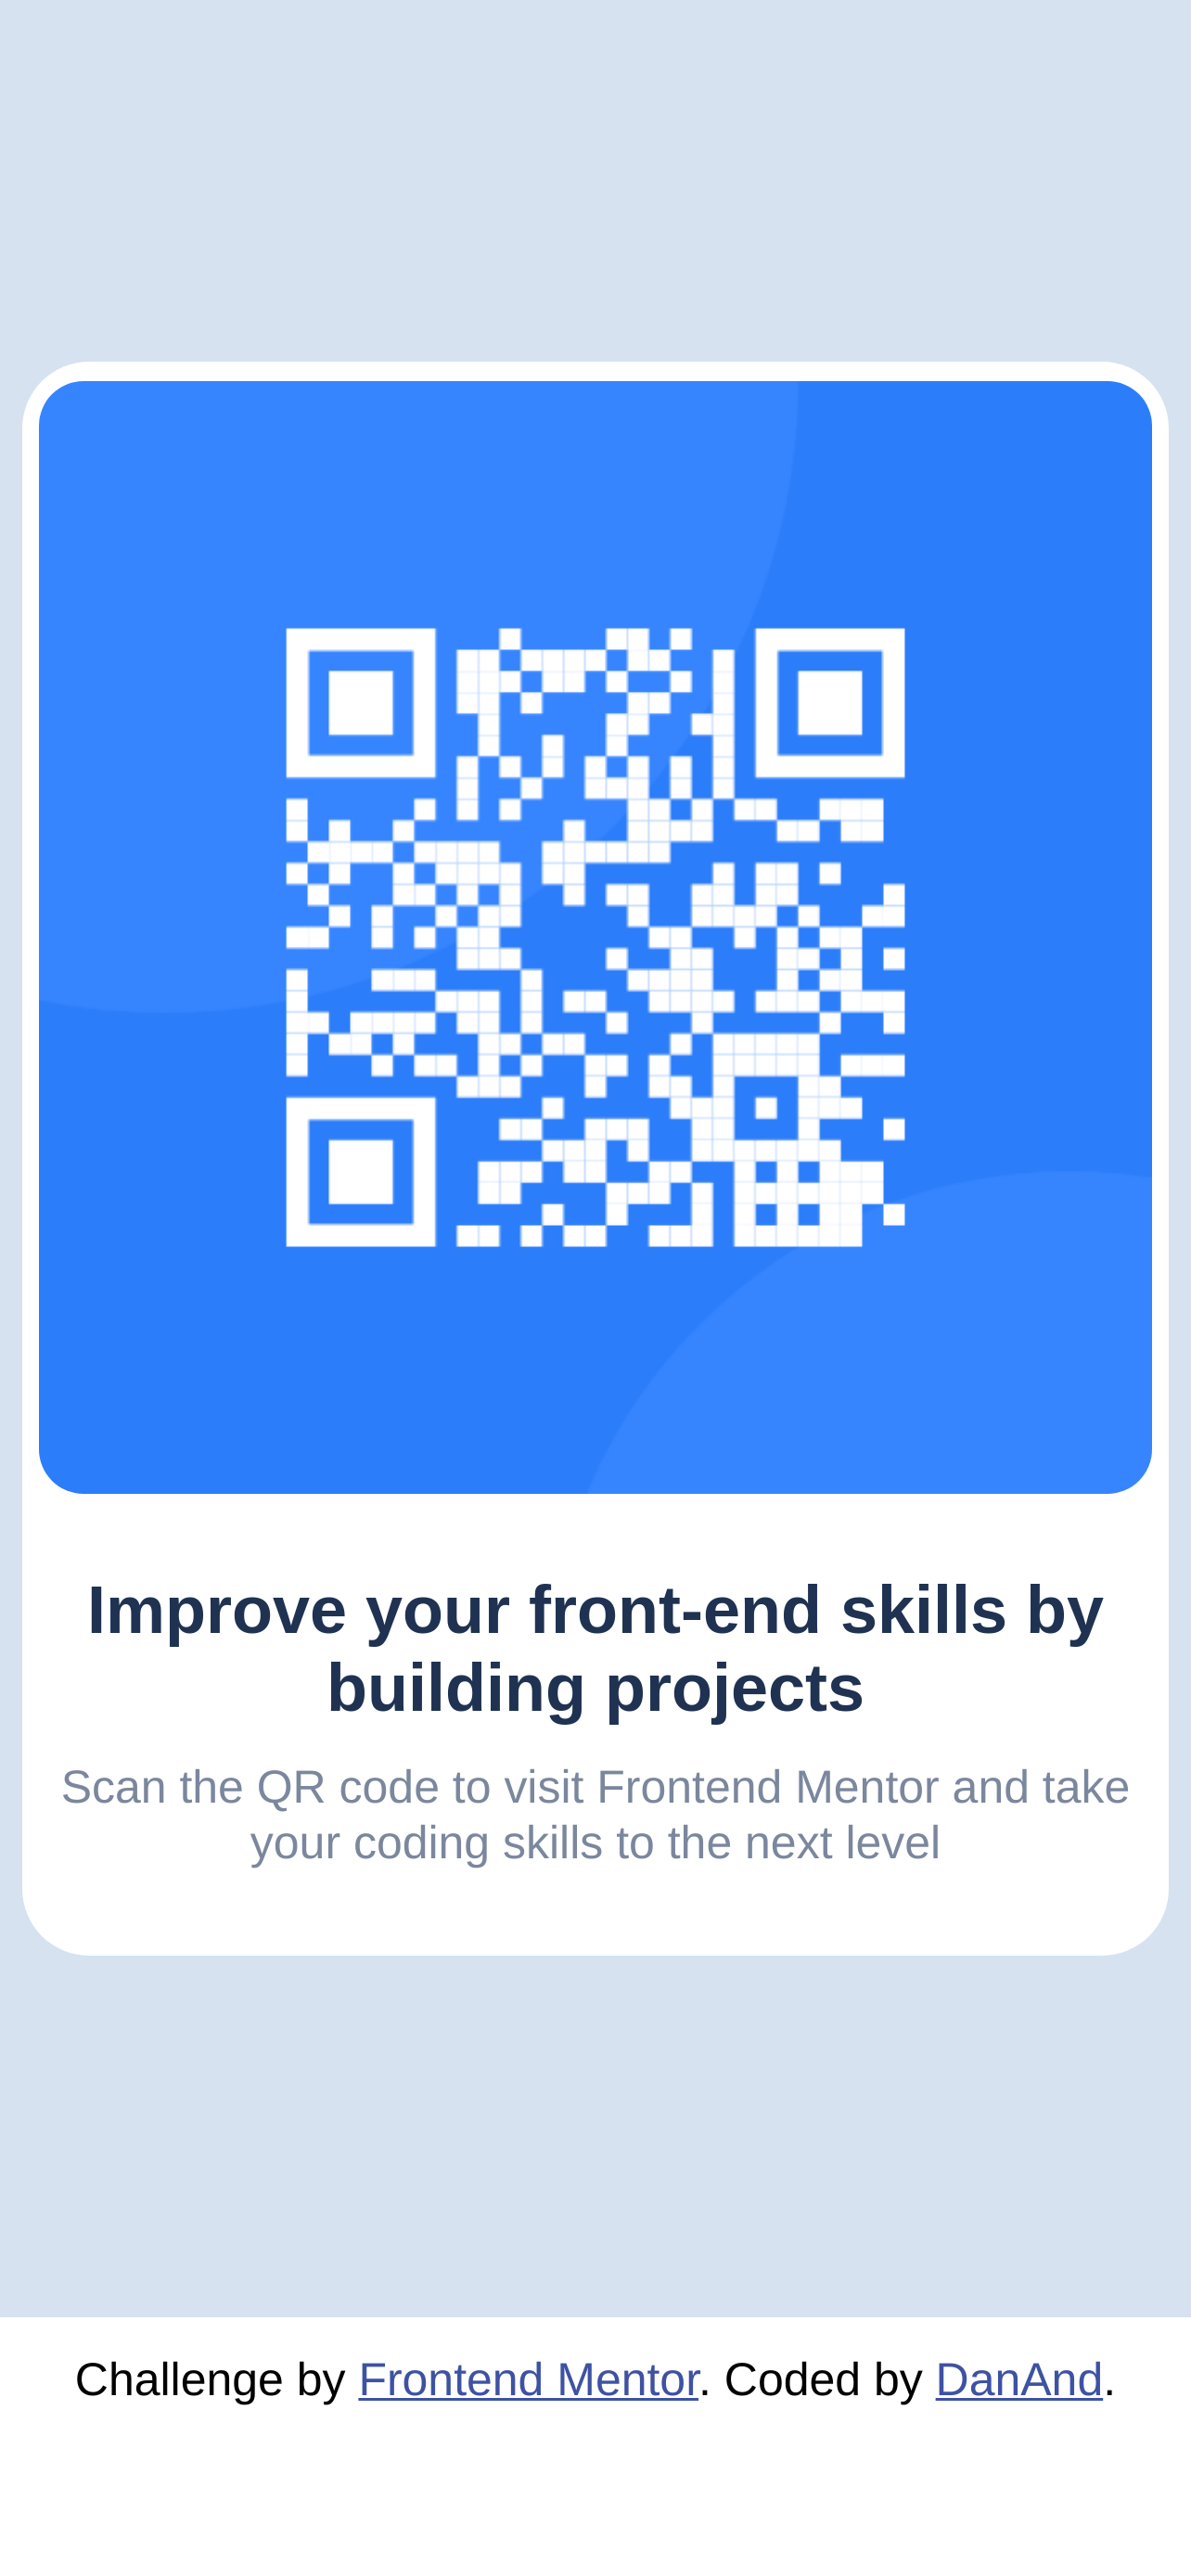 Improve your front-end skills by
building projects
Scan the QR code to visit Frontend Mentor and take
your coding skills to the next level
Challenge by Frontend Mentor. Coded by DanAnd.